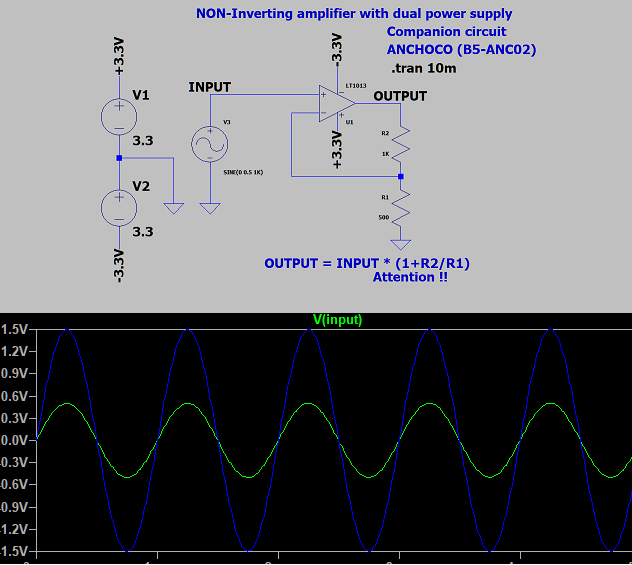 NON-Inverting amplifier with dual power supply
Companion circuit
ANCHOCO (B5-ANC02)
.tran 10m
+3.3V
-3.3V
V1
3.3
V2
3.3
-3.3V
INPUT
V3
SINE(0 0.5 1K)
LT1013
U1
+3.3V
OUTPUT
R2
1K
R1
500
OUTPUT = INPUT * (1+R2/R1)
Attention !!
V(input)
1.5V
1.2V
0.9V
0.6V
0.3V
0.0V
0.3V
0.6V
0.9V
1.2V
1.5V